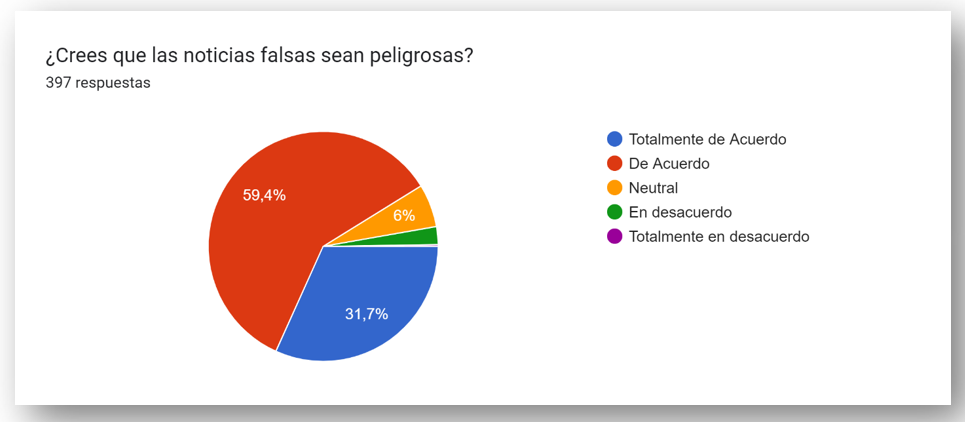 ¿Crees que las noticias falsas sean peligrosas?
397 respuestas
59,4%
6%
31,7%
Totalmente de Acuerdo
De Acuerdo
Neutral
En desacuerdo
Totalmente en desacuerdo